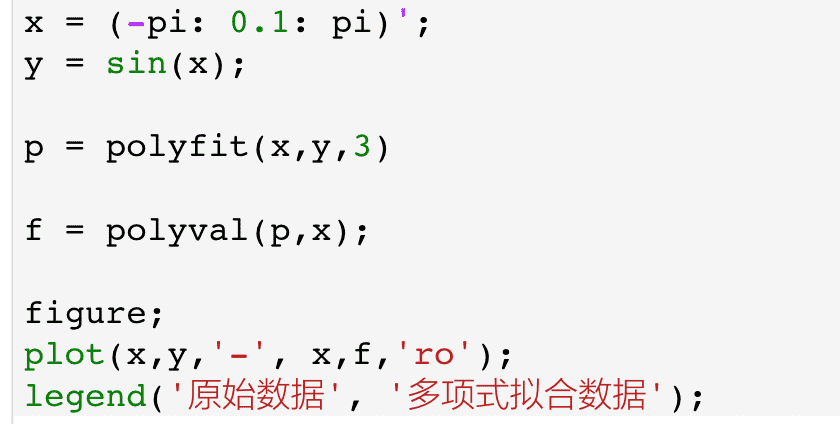 x = (-pi: 0.1: pi)';
y = sin(x);
p = polyfit(x,y,3)
f = polyval(p,x);
figure;
plot(x,y,'-', x,f,'ro');
legend('原始数据', '多项式拟合数据');